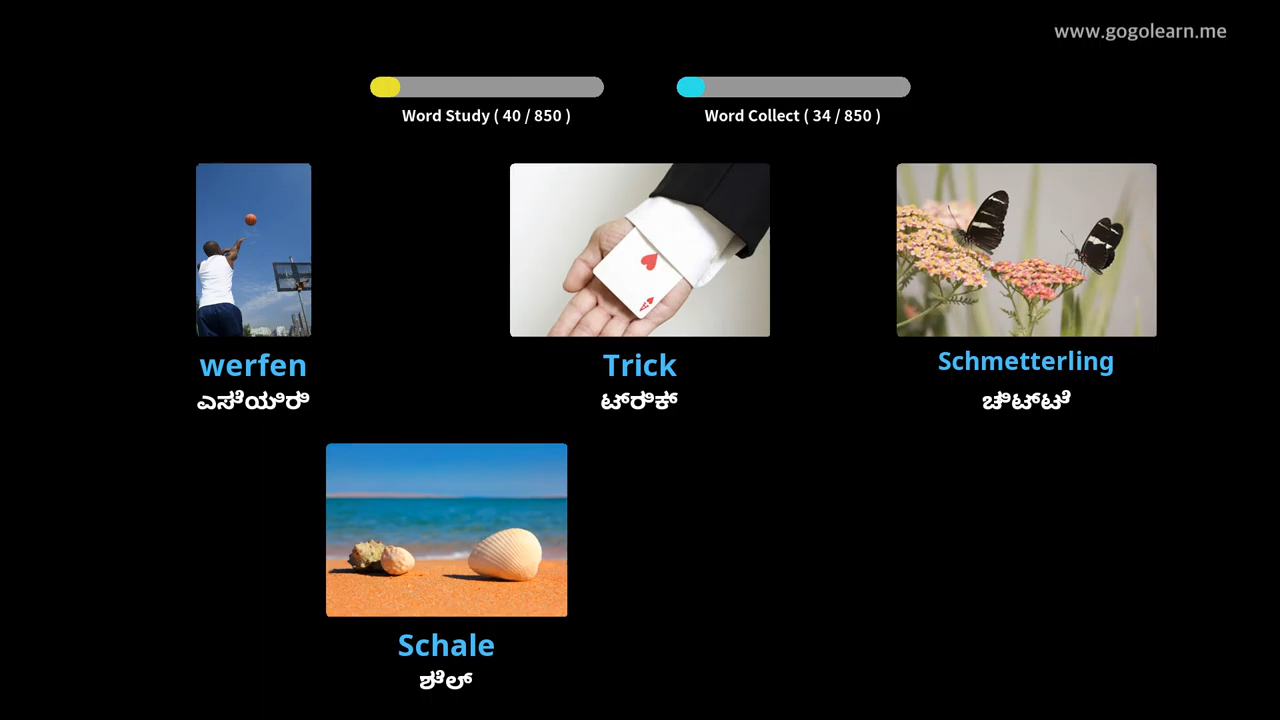 www.gogolearn.me
Word Study ( 40 / 850 )
Word Collect ( 34 / 850 )
werfen
ಎಸೆಯಿರಿ
Trick
ಟ್ರಿಕ್
Schmetterling
ಚಿಟ್ಟೆ
Schale
ಶೆಲ್